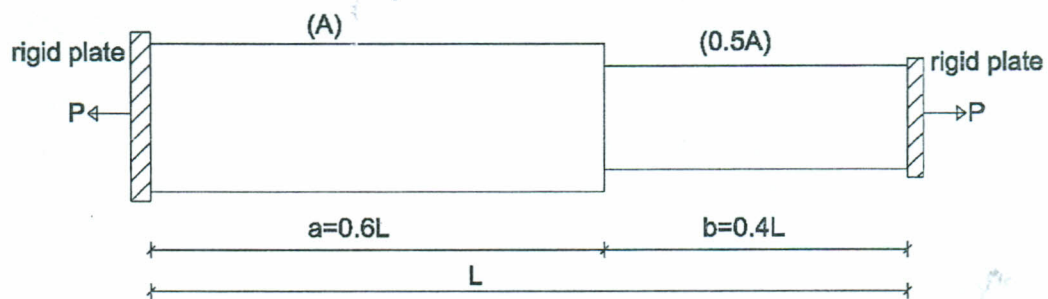 (A)
(0.5A)
rigid plate
rigid plate
P
P
a=0.6L
b=0.4L
L